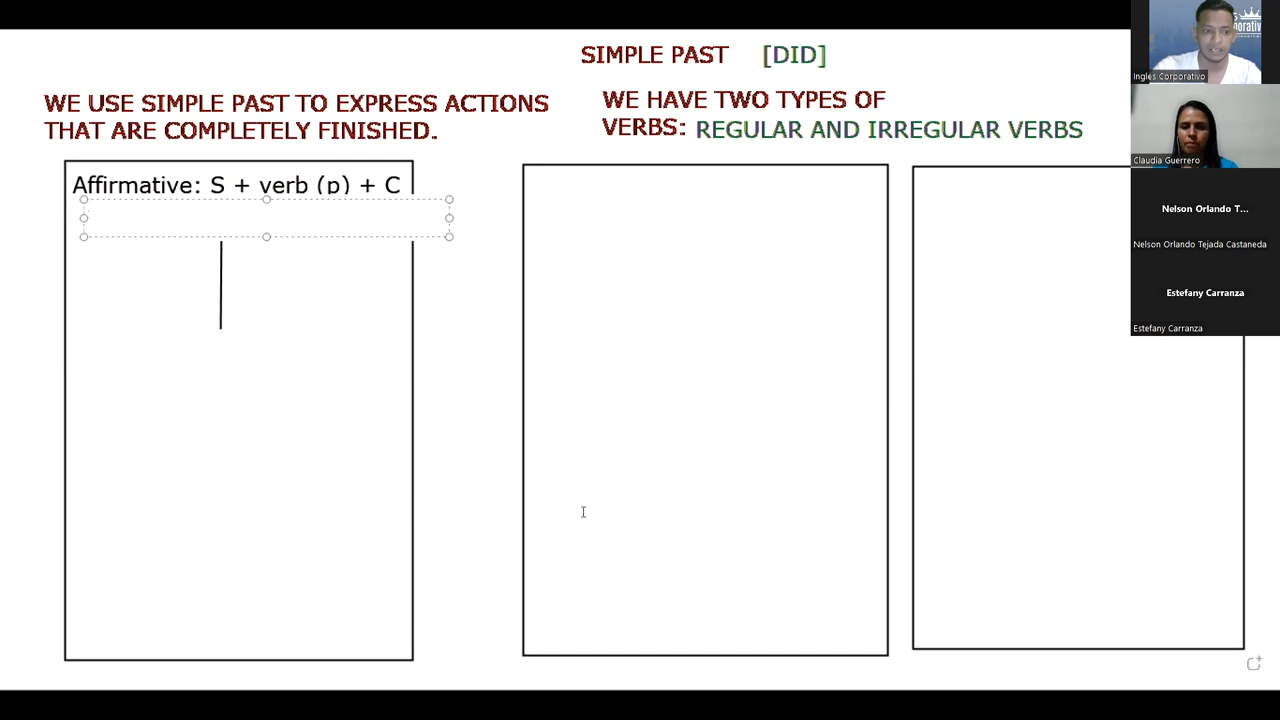 SIMPLE PAST [DID]
WE USE SIMPLE PAST TO EXPRESS ACTIONS
THAT ARE COMPLETELY FINISHED.
WE HAVE TWO TYPES OF
VERBS: REGULAR AND IRREGULAR VERBS
Affirmative: S + verb (p) + C
Ingles Corporativo
Claudia Guerrero
Nelson Orlando T...
Nelson Orlando Tejada Castaneda
Estefany Carranza
Estefany Carranza